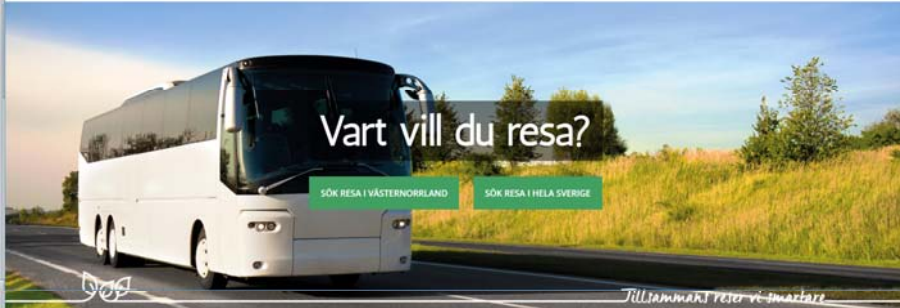 Vart vill du resa?
SÖK RESA I VÄSTERNORRLAND
SÖK RESA I HELA SVERIGE
Tillsammans reser vi smartare